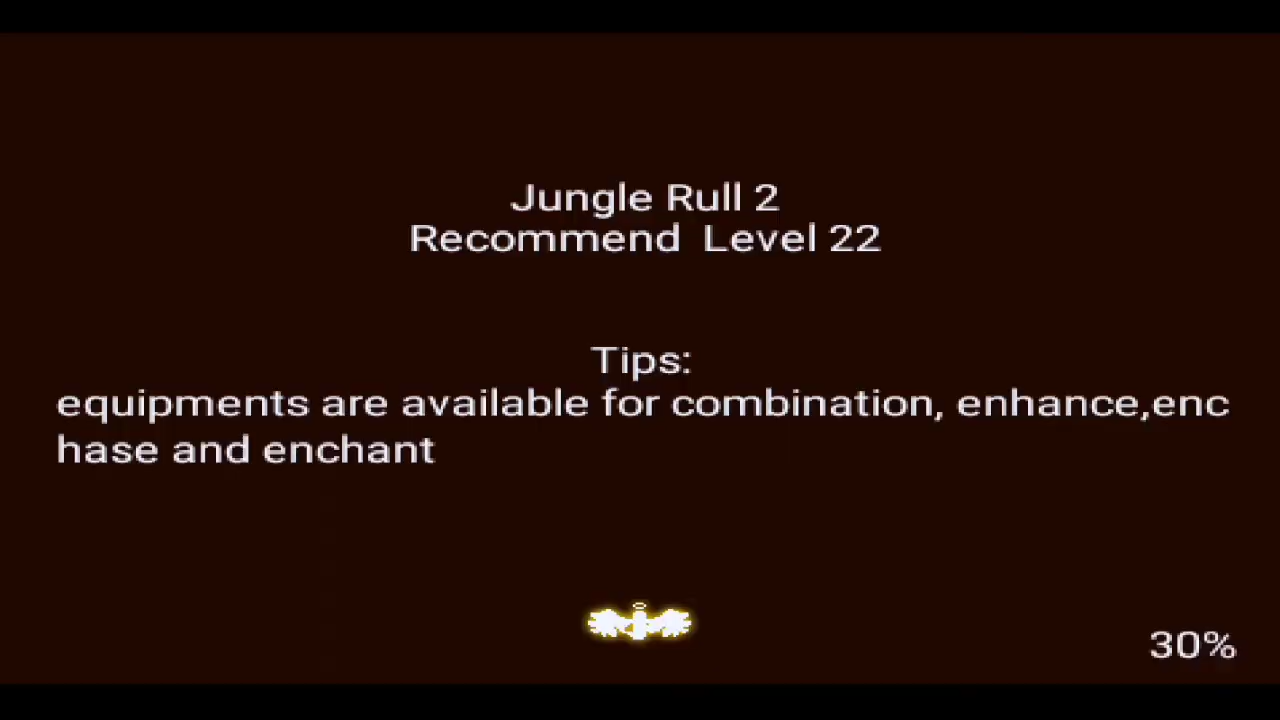 Jungle Rull 2
Recommend Level 22
Tips:
equipments are available for combination, enhance,enc
hase and enchant
30%